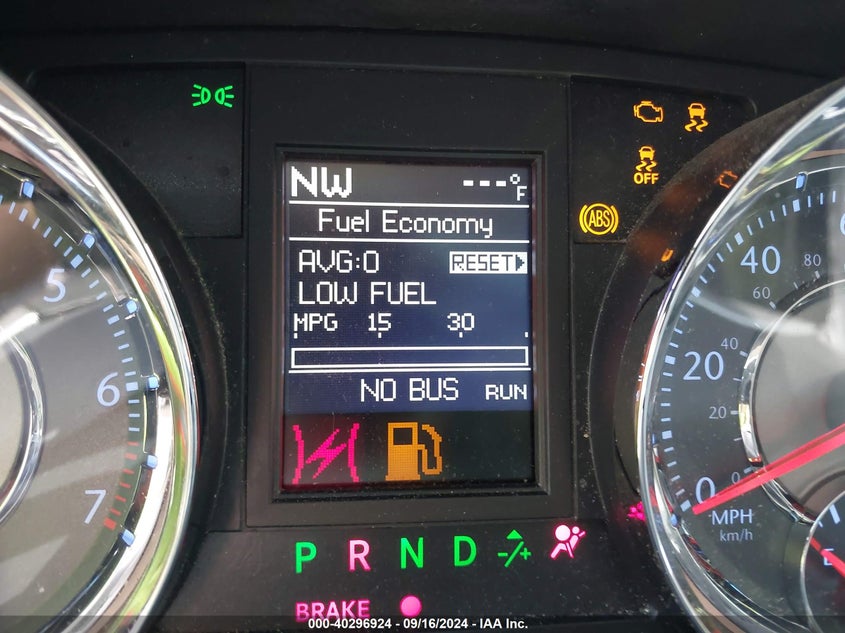 NW ---°F
Fuel Economy
AVG:0 RESET
LOW FUEL
MPG 15 30
NO BUS RUN
OFF
ABS
5
6
7
40
80
60
20
40
20
0
0
MPH
km/h
E
P R N D -/+
BRAKE
000-40296924 - 09/16/2024 - IAA Inc.